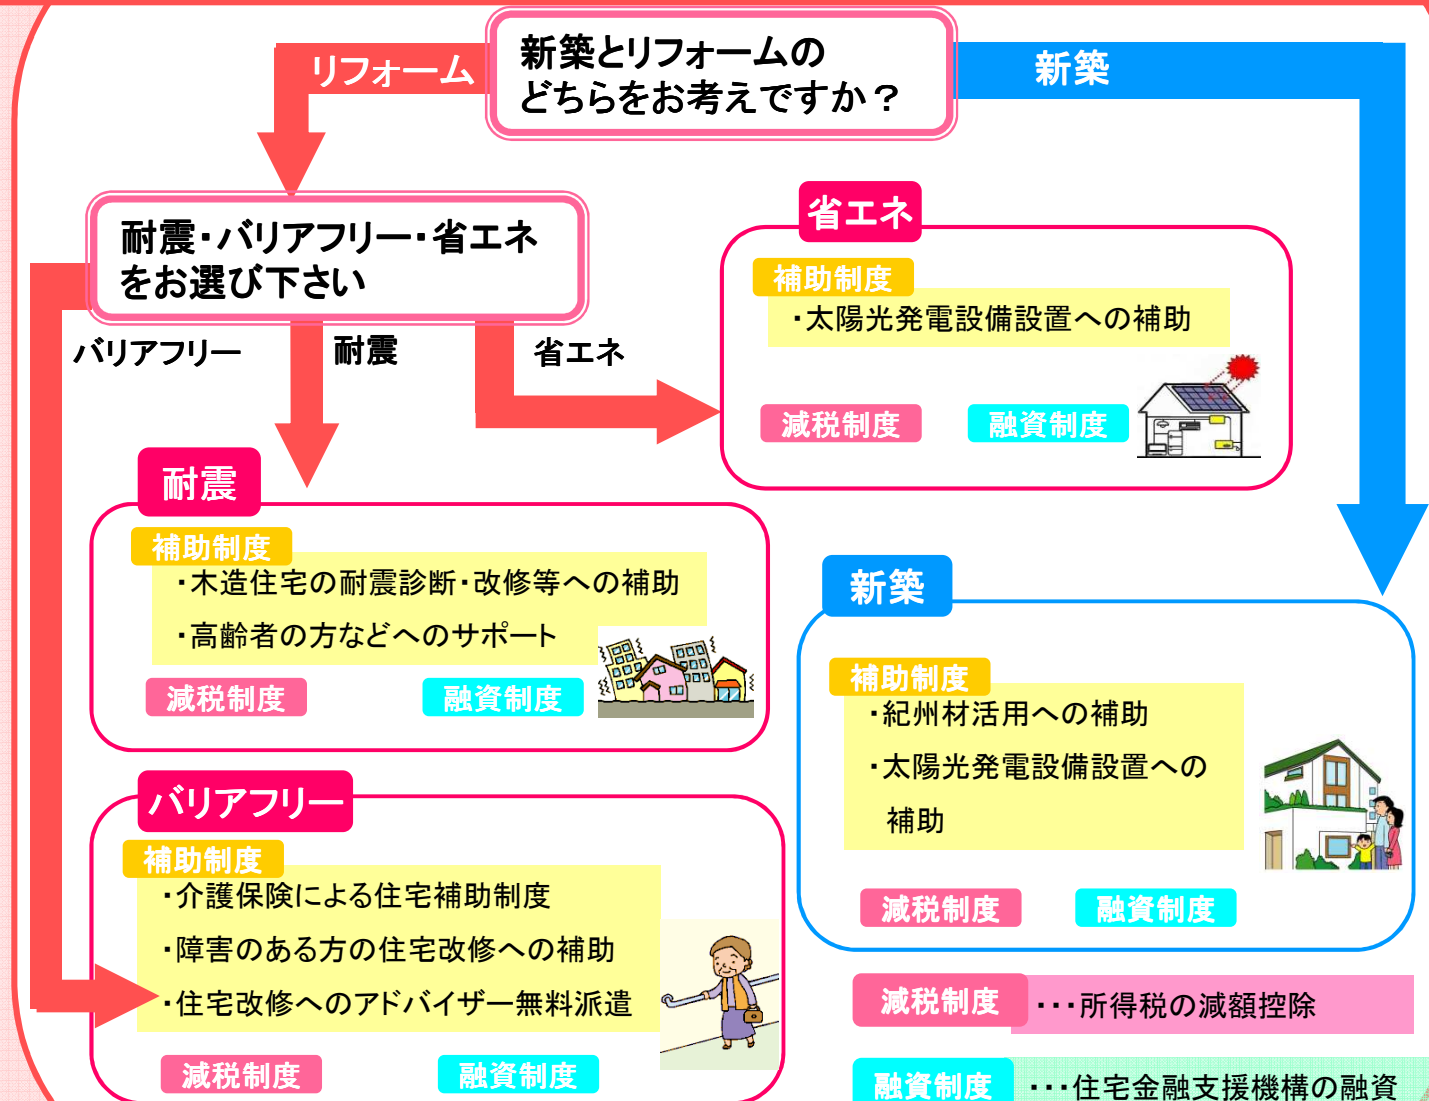 新築とリフォームの
どちらをお考えですか？
リフォーム
新築
耐震・バリアフリー・省エネ
をお選び下さい
バリアフリー
耐震
省エネ
省エネ
補助制度
・太陽光発電設備設置への補助
減税制度
融資制度
耐震
補助制度
・木造住宅の耐震診断・改修等への補助
・高齢者の方などへのサポート
減税制度
融資制度
バリアフリー
補助制度
・介護保険による住宅補助制度
・障害のある方の住宅改修への補助
・住宅改修へのアドバイザー無料派遣
減税制度
融資制度
新築
補助制度
・紀州材活用への補助
・太陽光発電設備設置への
補助
減税制度
融資制度
減税制度 ・・・所得税の減額控除
融資制度 ・・・住宅金融支援機構の融資